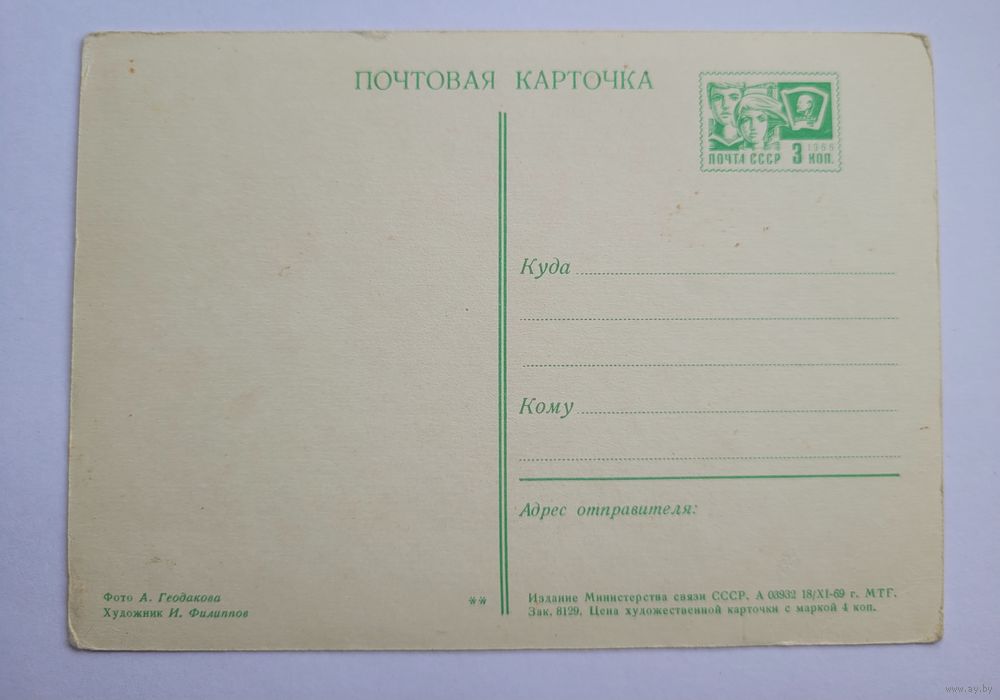 ПОЧТОВАЯ КАРТОЧКА
1966
ПОЧТА СССР 3 КОП.
Куда
Кому
Адрес отправителя:
Фото А. Геодакова
Художник И. Филиппов
**
Издание Министерства связи СССР. А 03932 18/XI-69 г. МТГ.
Зак. 8129. Цена художественной карточки с маркой 4 коп.
www.ay.by